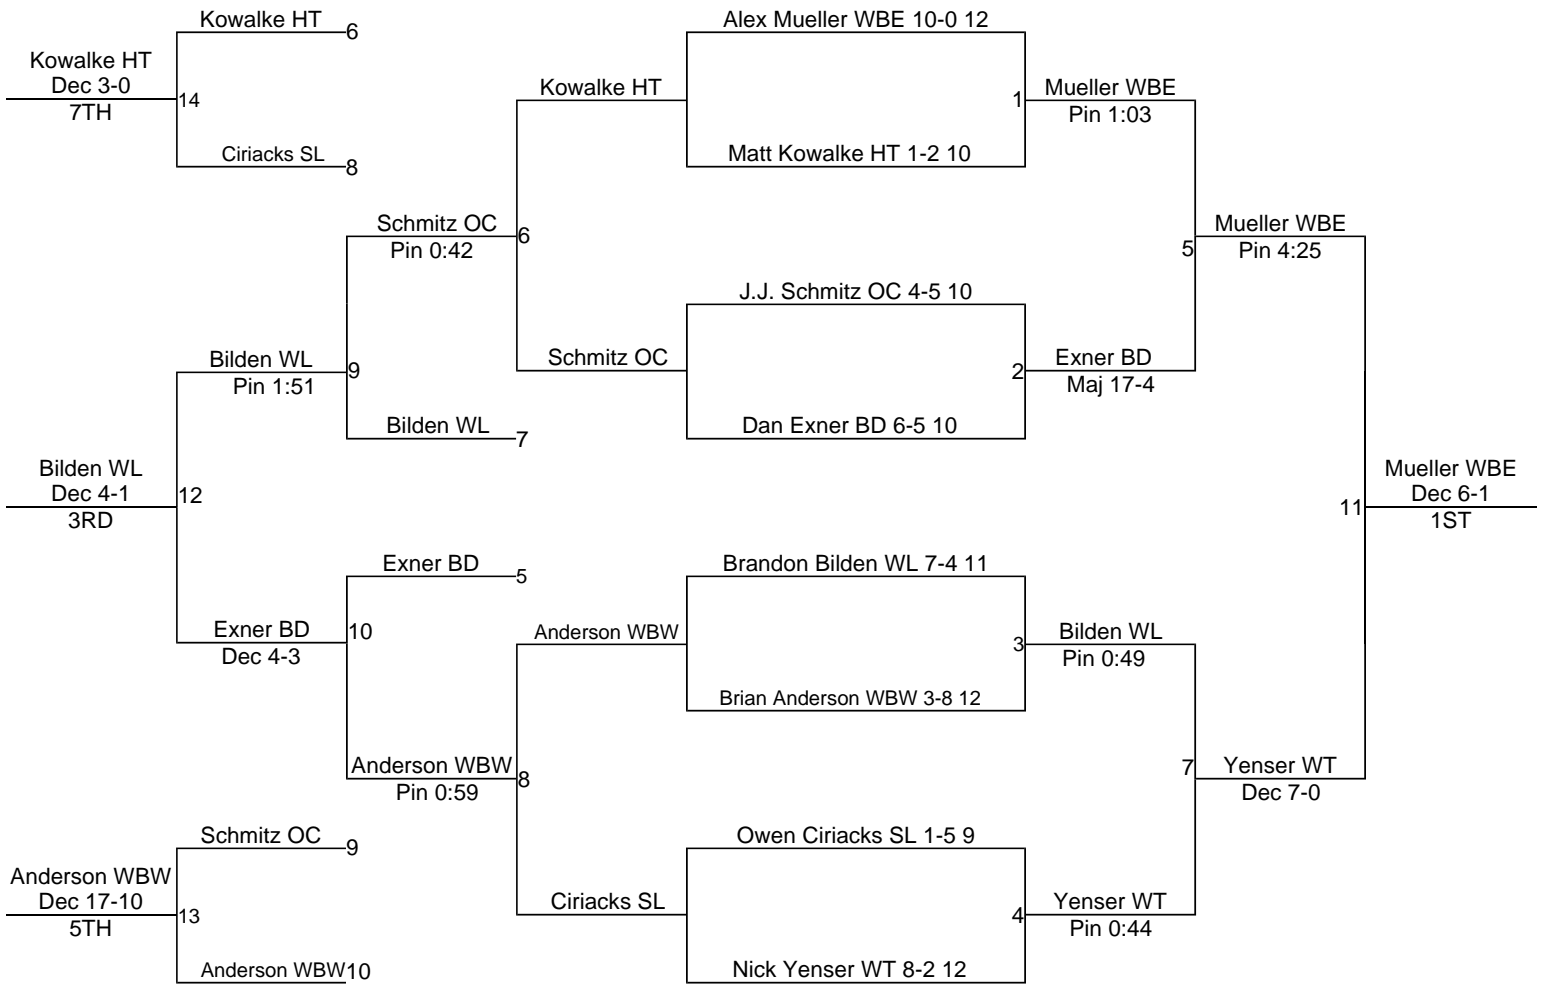 Kowalke HT
6
Kowalke HT
Dec 3-0
7TH
14
Ciriacks SL
8
Alex Mueller WBE 10-0 12
Kowalke HT
1
Mueller WBE
Pin 1:03
Matt Kowalke HT 1-2 10
Schmitz OC
Pin 0:42
6
5
Mueller WBE
Pin 4:25
J.J. Schmitz OC 4-5 10
Bilden WL
Pin 1:51
9
Schmitz OC
2
Exner BD
Maj 17-4
Bilden WL
7
Dan Exner BD 6-5 10
Bilden WL
Dec 4-1
3RD
12
11
Mueller WBE
Dec 6-1
1ST
Exner BD
5
Brandon Bilden WL 7-4 11
Exner BD
Dec 4-3
10
Anderson WBW
3
Bilden WL
Pin 0:49
Brian Anderson WBW 3-8 12
Anderson WBW
Pin 0:59
8
7
Yenser WT
Dec 7-0
Schmitz OC
9
Owen Ciriacks SL 1-5 9
Anderson WBW
Dec 17-10
5TH
13
Ciriacks SL
4
Yenser WT
Pin 0:44
Anderson WBW
10
Nick Yenser WT 8-2 12